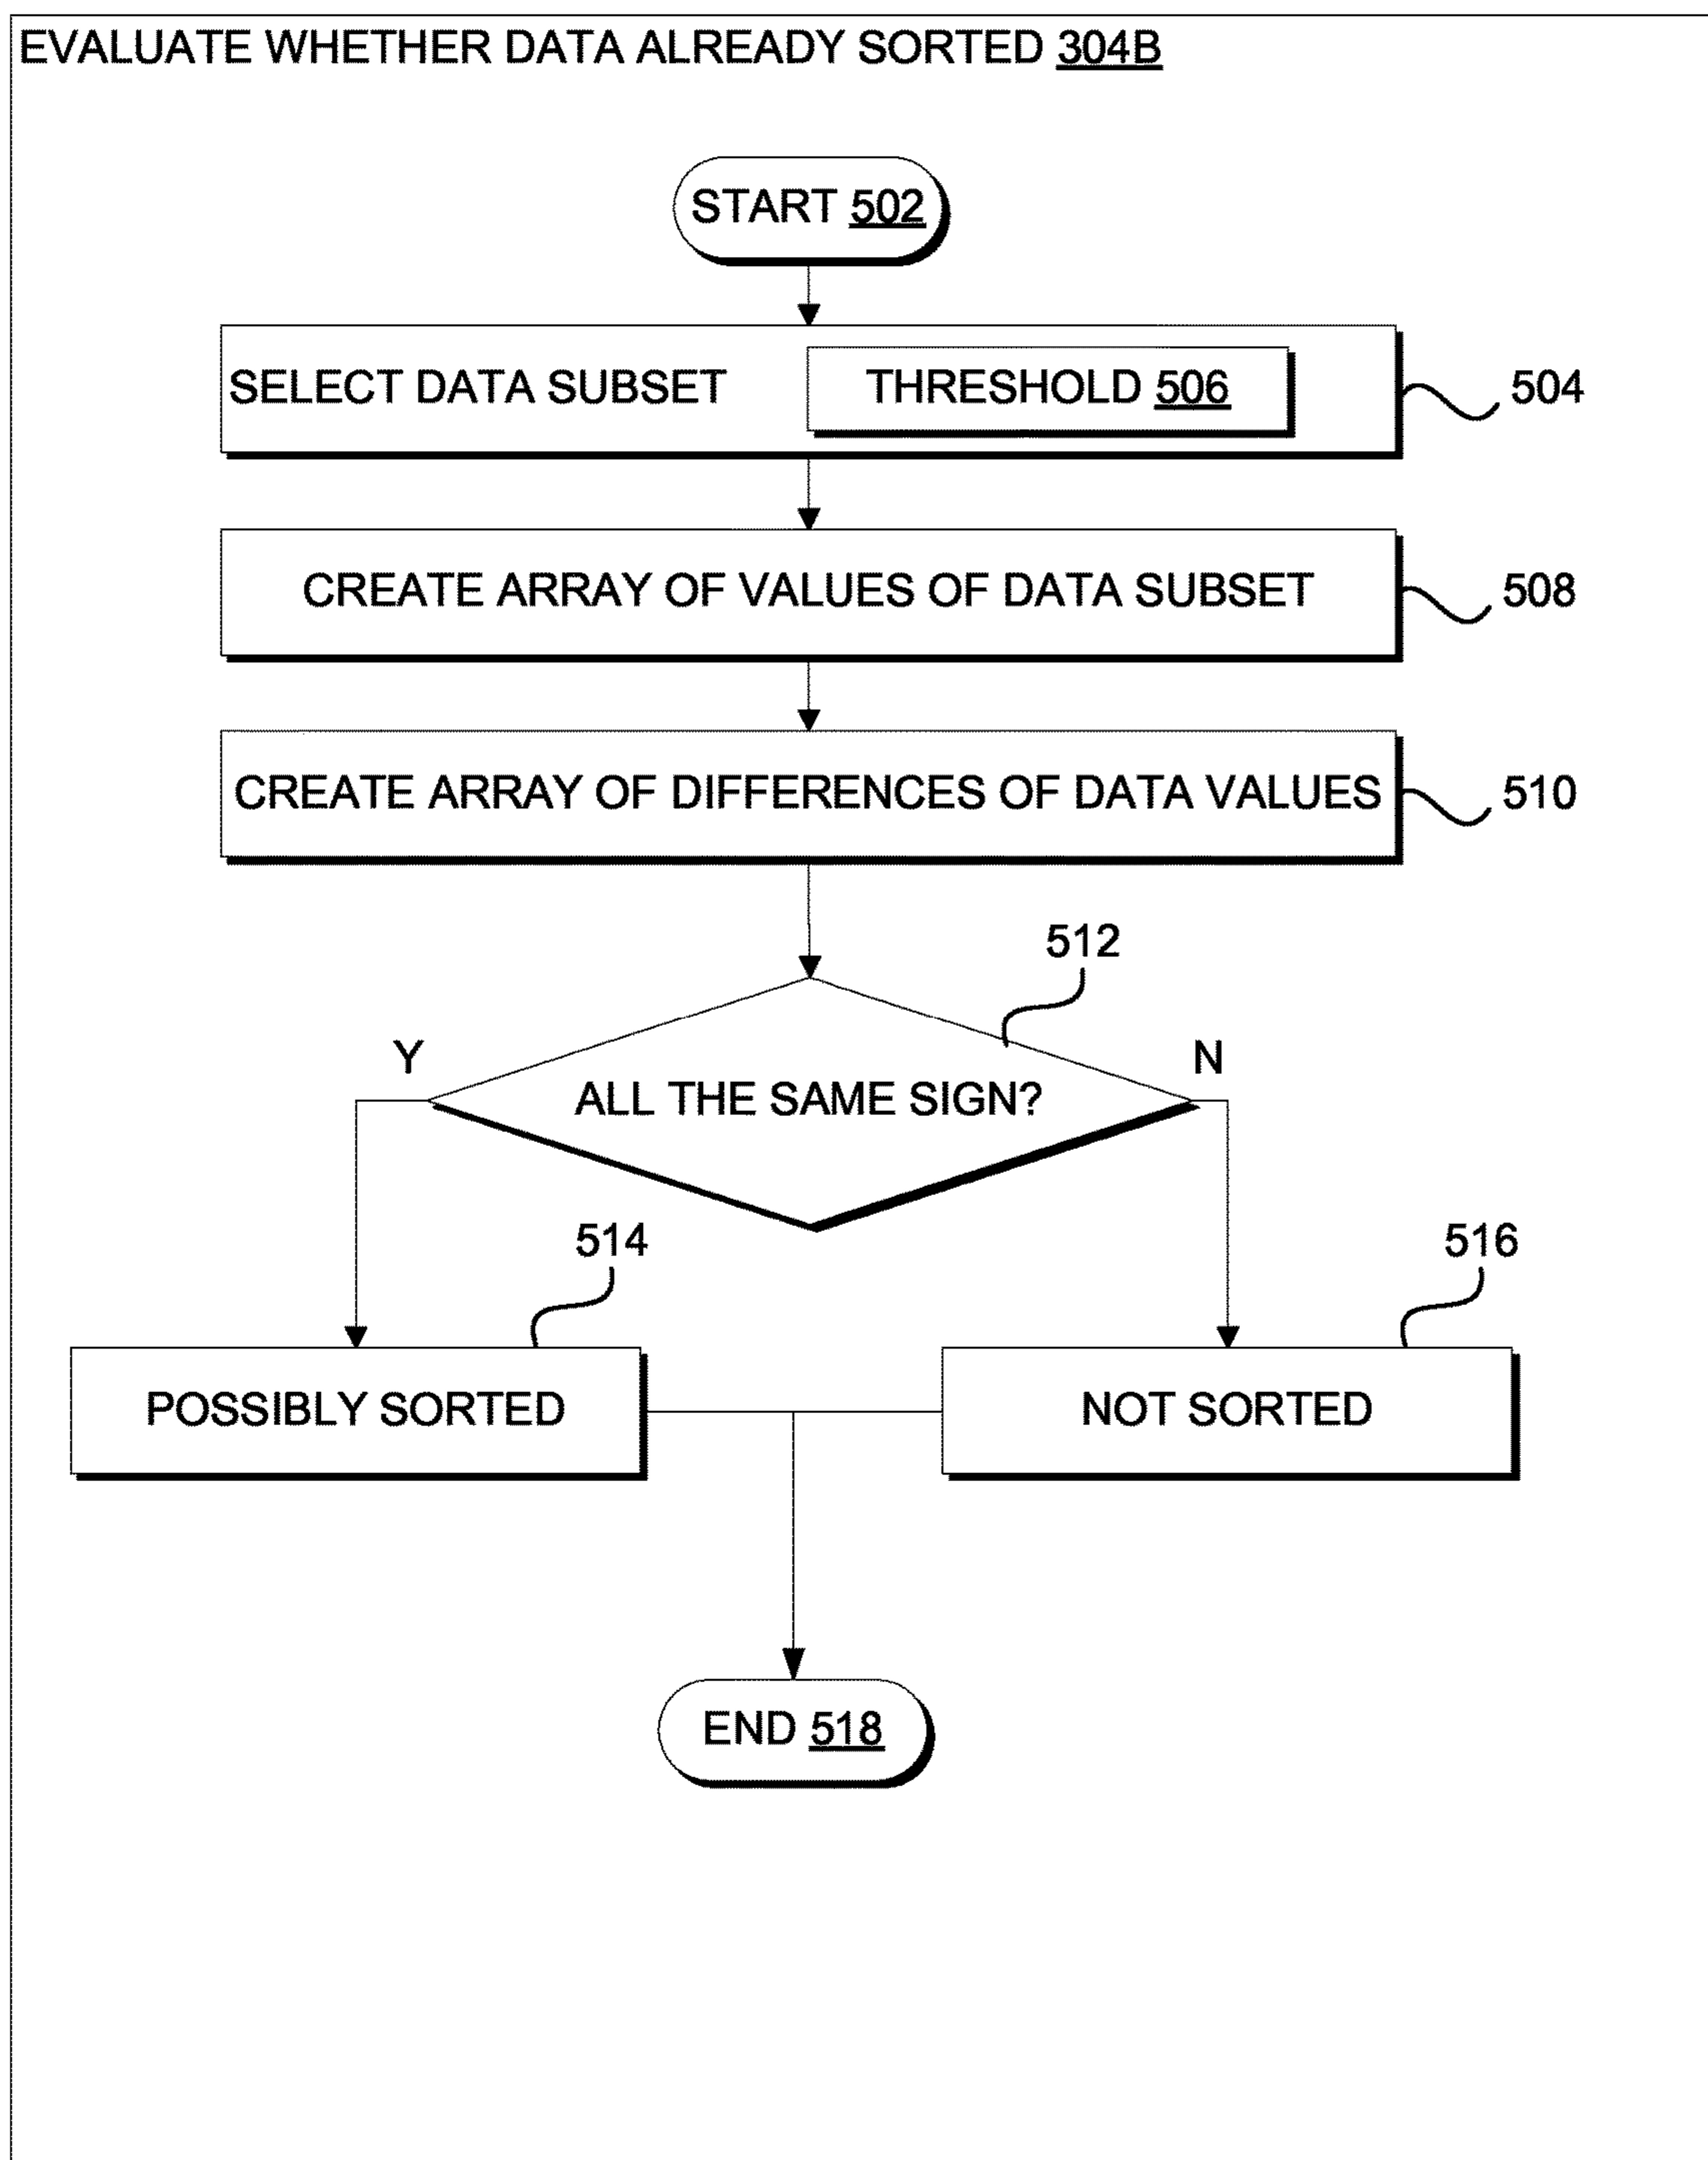 EVALUATE WHETHER DATA ALREADY SORTED 304B
START 502
SELECT DATA SUBSET
THRESHOLD 506
504
CREATE ARRAY OF VALUES OF DATA SUBSET
508
CREATE ARRAY OF DIFFERENCES OF DATA VALUES
510
512
Y
N
ALL THE SAME SIGN?
514
516
POSSIBLY SORTED
NOT SORTED
END 518